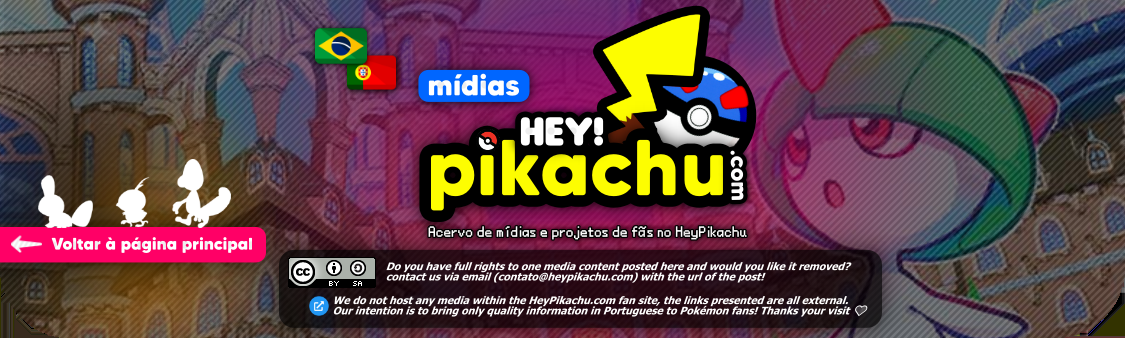 mídias
HEY!
pikachu
.com
Acervo de mídias e projetos de fãs no HeyPikachu
Voltar à página principal
cc BY SA
Do you have full rights to one media content posted here and would you like it removed?
contact us via email (contato@heypikachu.com) with the url of the post!
We do not host any media within the HeyPikachu.com fan site, the links presented are all external.
Our intention is to bring only quality information in Portuguese to Pokémon fans! Thanks your visit